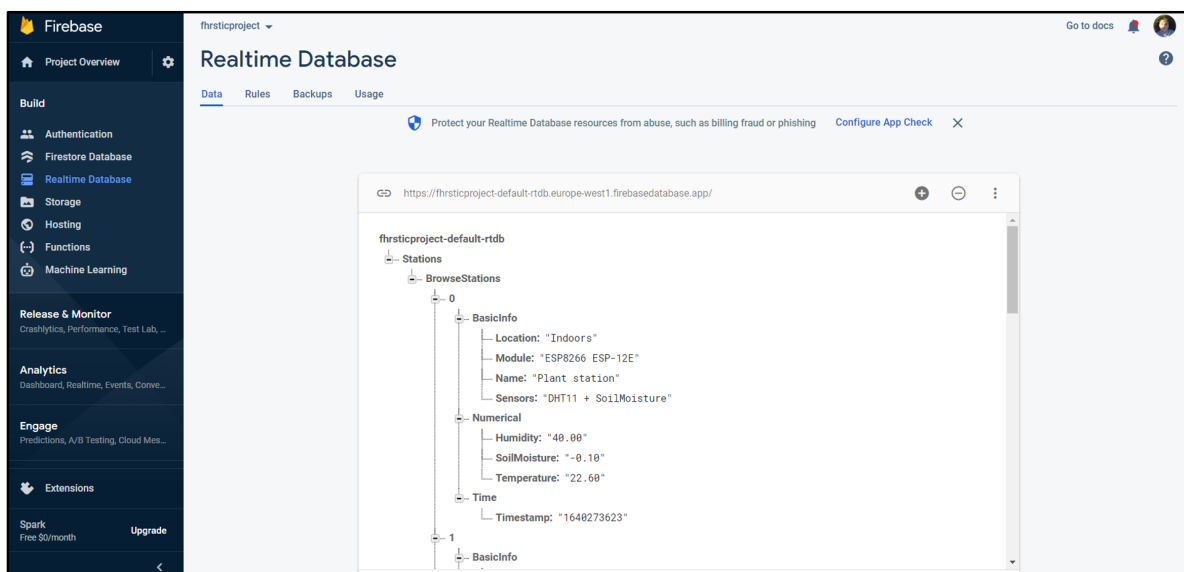 Firebase
fhrsticproject
Go to docs
Project Overview
Realtime Database
Build
Data Rules Backups Usage
Protect your Realtime Database resources from abuse, such as billing fraud or phishing Configure App Check
Authentication
Firestore Database
Realtime Database
Storage
Hosting
Functions
Machine Learning
Release & Monitor
Crashlytics, Performance, Test Lab, ...
Analytics
Dashboard, Realtime, Events, Conve...
Engage
Predictions, A/B Testing, Cloud Mes...
Extensions
Spark
Free $0/month
Upgrade
https://fhrsticproject-default-rtdb.europe-west1.firebasedatabase.app/
fhrsticproject-default-rtdb
Stations
BrowseStations
0
BasicInfo
Location: "Indoors"
Module: "ESP8266 ESP-12E"
Name: "Plant station"
Sensors: "DHT11 + SoilMoisture"
Numerical
Humidity: "40.00"
SoilMoisture: "-0.10"
Temperature: "22.60"
Time
Timestamp: "1640273623"
1
BasicInfo